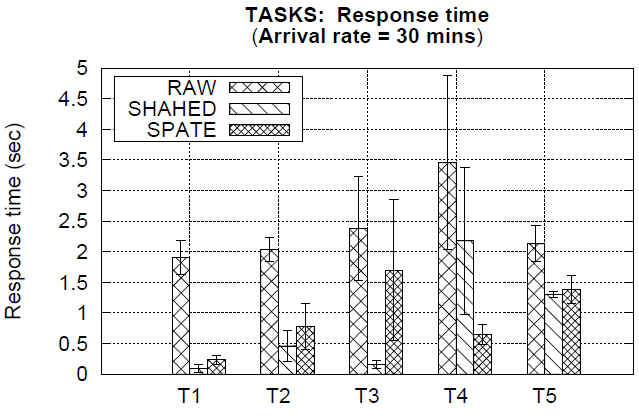 TASKS: Response time
(Arrival rate = 30 mins)
Response time (sec)
5
4.5
4
3.5
3
2.5
2
1.5
1
0.5
0
RAW
SHAHED
SPATE
T1 T2 T3 T4 T5